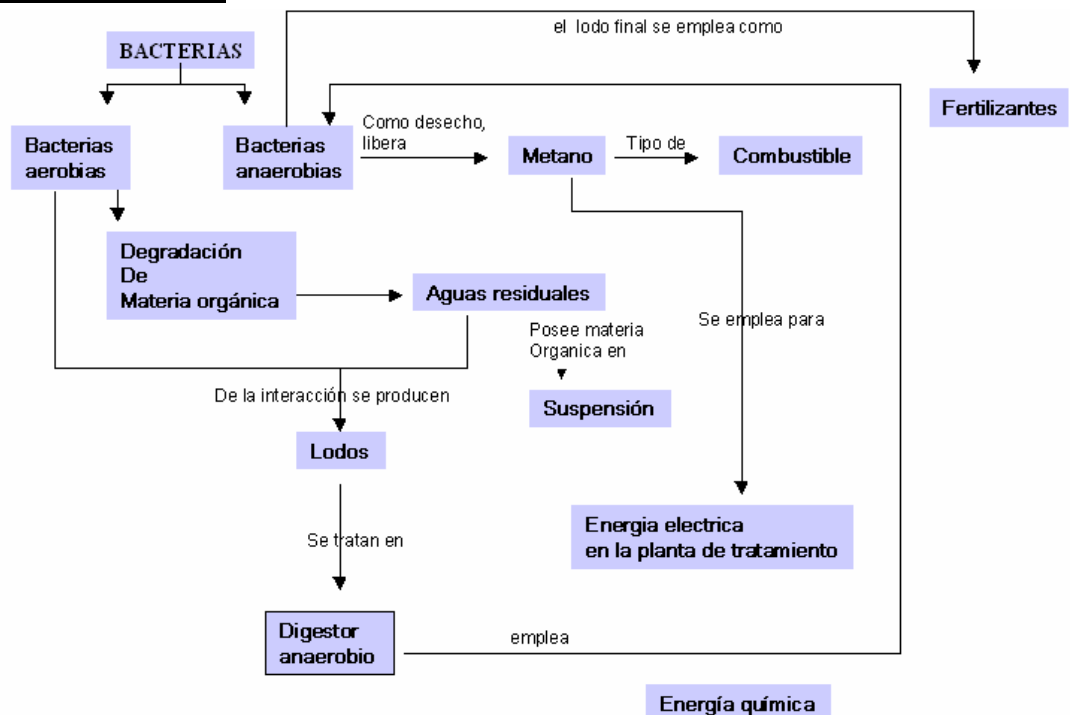 el lodo final se emplea como
BACTERIAS
Fertilizantes
Bacterias
aerobias
Bacterias
anaerobias
Como desecho,
libera
Metano
Tipo de
Combustible
Degradación
De
Materia orgánica
Aguas residuales
Se emplea para
Posee materia
Organica en
De la interacción se producen
Suspensión
Lodos
Energia electrica
en la planta de tratamiento
Se tratan en
Digestor
anaerobio
emplea
Energía química